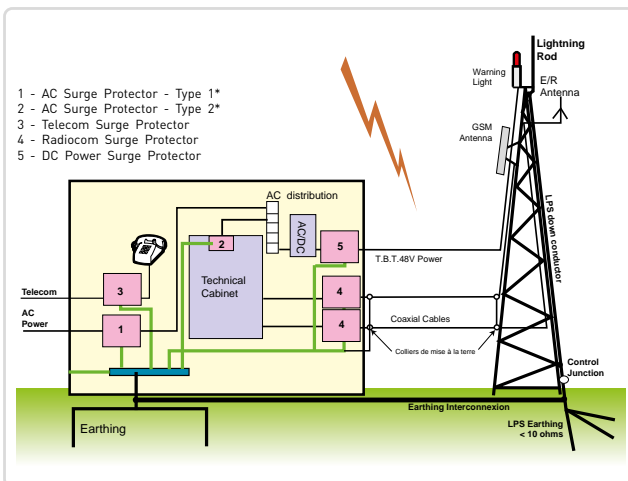 1 - AC Surge Protector - Type 1*
2 - AC Surge Protector - Type 2*
3 - Telecom Surge Protector
4 - Radiocom Surge Protector
5 - DC Power Surge Protector
Lightning
Rod
Warning
Light
E/R
Antenna
GSM
Antenna
LPS down conductor
AC distribution
AC/DC
2
5
T.B.T.48V Power
Technical
Cabinet
Telecom
3
4
AC
Power
1
4
Coaxial Cables
Colliers de mise à la terre
Control
Junction
Earthing Interconnexion
Earthing
LPS Earthing
< 10 ohms